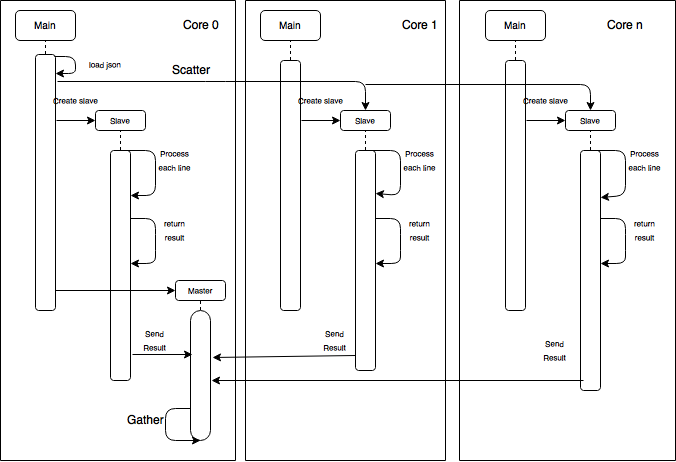 Main
Core 0
Main
Core 1
Main
Core n
load json
Scatter
Create slave
Create slave
Create slave
Slave
Slave
Slave
Process
each line
Process
each line
Process
each line
return
result
return
result
return
result
Master
Send
Result
Send
Result
Send
Result
Gather